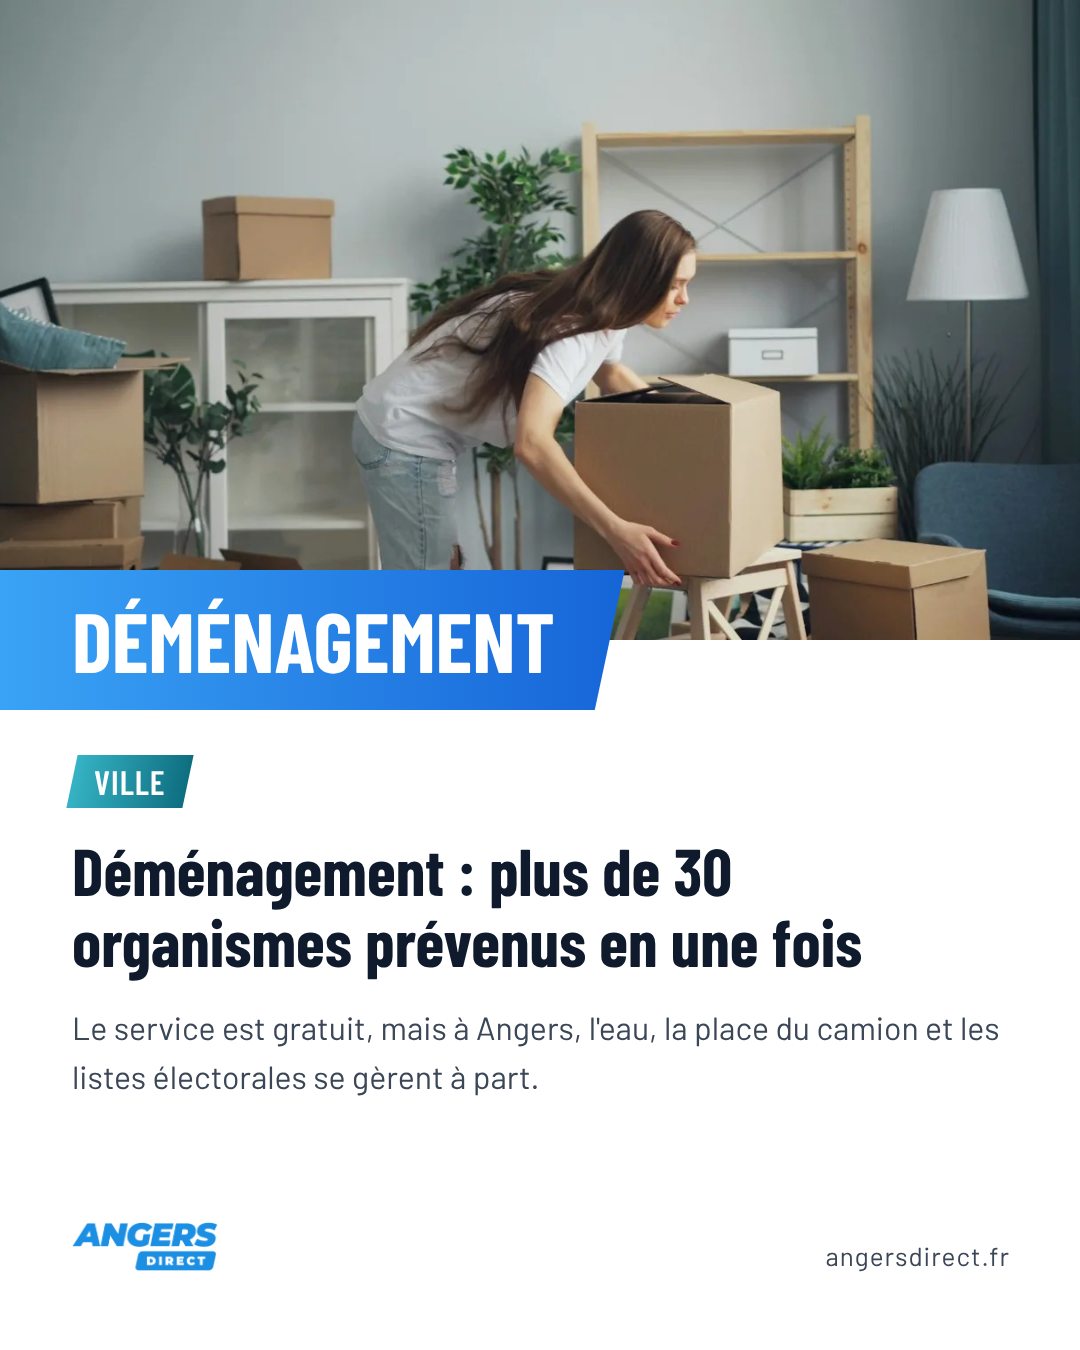 DÉMÉNAGEMENT
VILLE
Déménagement : plus de 30
organismes prévenus en une fois
Le service est gratuit, mais à Angers, l'eau, la place du camion et les
listes électorales se gèrent à part.
ANGERS
DIRECT
angersdirect.fr